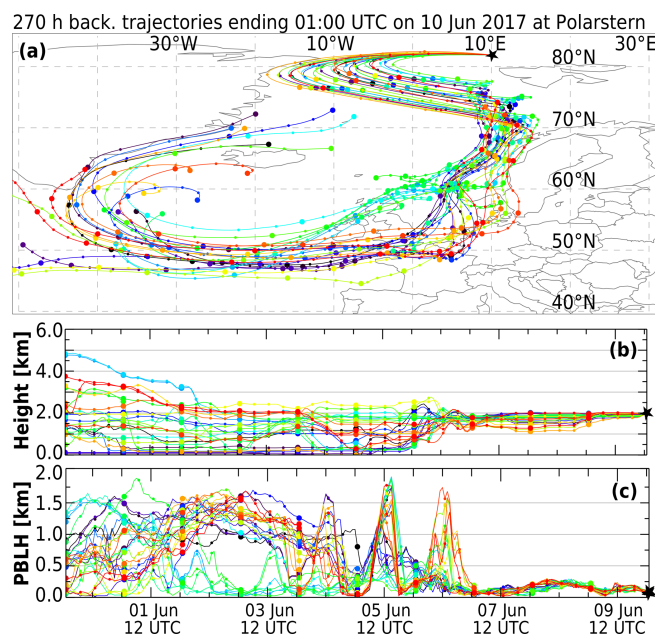 270 h back. trajectories ending 01:00 UTC on 10 Jun 2017 at Polarstern
(a)
30°W 10°W 10°E 30°E
80°N
70°N
60°N
50°N
40°N
6.0
4.0
2.0
0.0
Height [km]
(b)
2.0
1.5
1.0
0.5
0.0
PBLH [km]
(c)
01 Jun 03 Jun 05 Jun 07 Jun 09 Jun
12 UTC 12 UTC 12 UTC 12 UTC 12 UTC